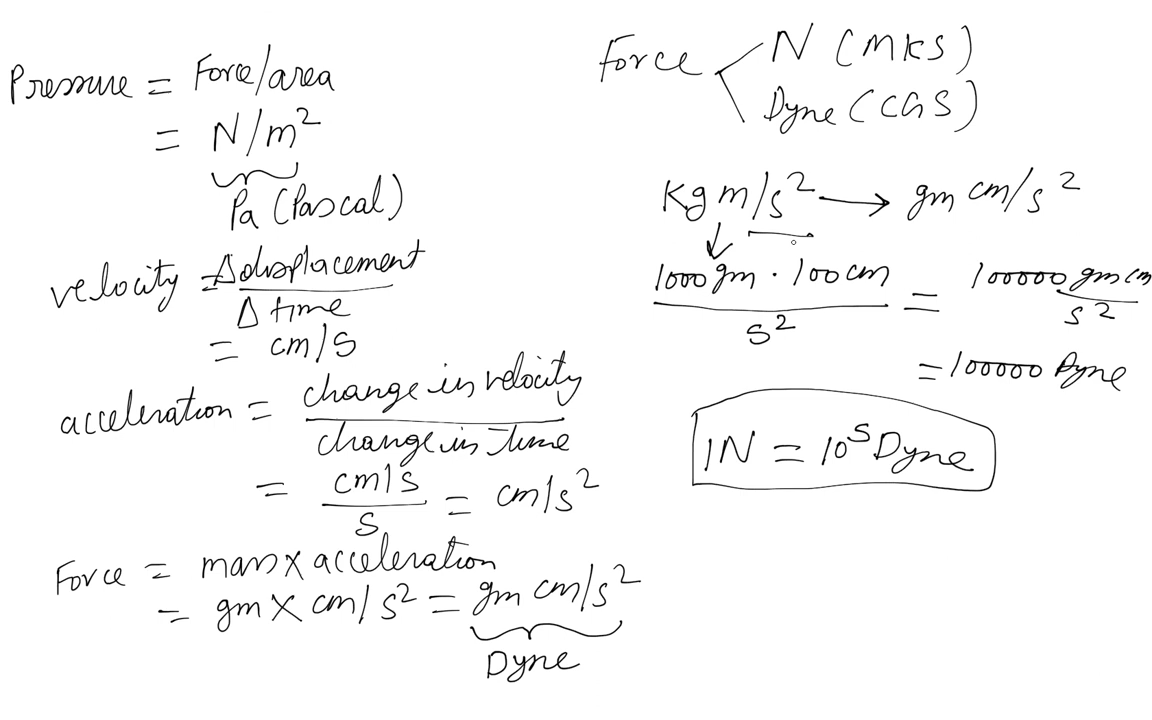 Pressure = Force/area
= N/m²
Pa (Pascal)
velocity = Δdisplacement
Δ time
= cm/s
acceleration = change in velocity
change in time
= cm/s = cm/s²
s
Force = mass x acceleration
= gm x cm/s² = gm cm/s²
Dyne
Force N (MKS)
Dyne (CGS)
Kg m/s² → gm cm/s²
1000 gm . 100 cm = 100000 gm cm
s² s²
= 100000 Dyne
1N = 10⁵ Dyne